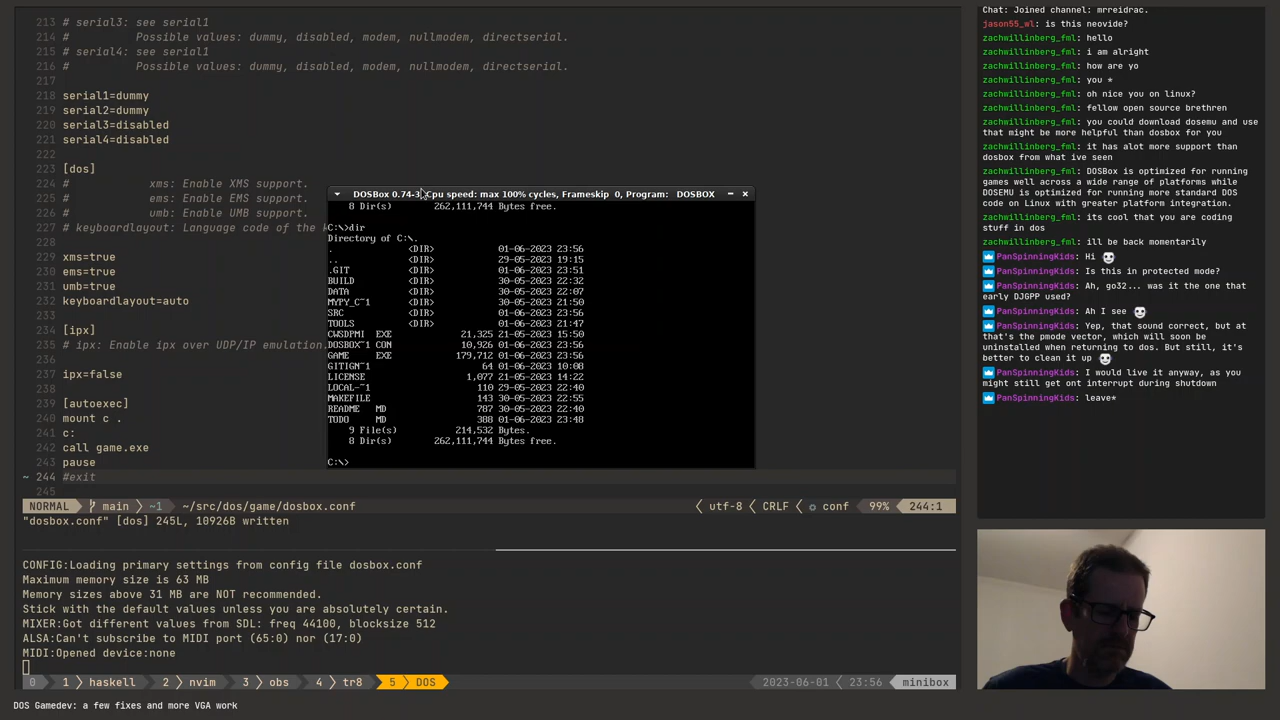 213 # serial3: see serial1
214 #         Possible values: dummy, disabled, modem, nullmodem, directserial.
215 # serial4: see serial1
216 #         Possible values: dummy, disabled, modem, nullmodem, directserial.
217
218 serial1=dummy
219 serial2=dummy
220 serial3=disabled
221 serial4=disabled
222
223 [dos]
224 #            xms: Enable XMS support.
225 #            ems: Enable EMS support.
226 #            umb: Enable UMB support.
227 # keyboardlayout: Language code of the
228
229 xms=true
230 ems=true
231 umb=true
232 keyboardlayout=auto
233
234 [ipx]
235 # ipx: Enable ipx over UDP/IP emulation.
236
237 ipx=false
238
239 [autoexec]
240 mount c .
241 c:
242 call game.exe
243 pause
~ 244 #exit
245
NORMAL main ~1 ~/src/dos/game/dosbox.conf utf-8 CRLF conf 99% 244:1
"dosbox.conf" [dos] 245L, 10926B written
DOSBox 0.74-3, Cpu speed: max 100% cycles, Frameskip 0, Program: DOSBOX
8 Dir(s) 262,111,744 Bytes free.
C:\>dir
Directory of C:\.
. <DIR> 01-06-2023 23:56
.. <DIR> 29-05-2023 19:15
.GIT <DIR> 01-06-2023 23:51
BUILD <DIR> 30-05-2023 22:32
DATA <DIR> 30-05-2023 22:07
MYPY_C~1 <DIR> 30-05-2023 21:50
SRC <DIR> 01-06-2023 23:56
TOOLS <DIR> 01-06-2023 21:47
CWSDPMI EXE 21,325 21-05-2023 15:50
DOSBOX~1 CON 10,926 01-06-2023 23:56
GAME EXE 179,712 01-06-2023 23:56
GITIGN~1 64 01-06-2023 10:08
LICENSE 1,077 21-05-2023 14:22
LOCAL-~1 110 29-05-2023 22:40
MAKEFILE 143 30-05-2023 22:55
README MD 787 30-05-2023 22:40
TODO MD 388 01-06-2023 23:48
9 File(s) 214,532 Bytes.
8 Dir(s) 262,111,744 Bytes free.
C:\>
CONFIG:Loading primary settings from config file dosbox.conf
Maximum memory size is 63 MB
Memory sizes above 31 MB are NOT recommended.
Stick with the default values unless you are absolutely certain.
MIXER:Got different values from SDL: freq 44100, blocksize 512
ALSA:Can't subscribe to MIDI port (65:0) nor (17:0)
MIDI:Opened device:none
0 1 haskell 2 nvim 3 obs 4 tr8 5 DOS 2023-06-01 23:56 minibox
DOS Gamedev: a few fixes and more VGA work
Chat: Joined channel: mrreidrac.
jason55_wl: is this neovide?
zachwillinberg_fml: hello
zachwillinberg_fml: i am alright
zachwillinberg_fml: how are yo
zachwillinberg_fml: you *
zachwillinberg_fml: oh nice you on linux?
zachwillinberg_fml: fellow open source brethren
zachwillinberg_fml: you could download dosemu and use
that might be more helpful than dosbox for you
zachwillinberg_fml: it has alot more support than
dosbox from what ive seen
zachwillinberg_fml: DOSBox is optimized for running
games well across a wide range of platforms while
DOSEMU is optimized for running more standard DOS
code on Linux with greater platform integration.
zachwillinberg_fml: its cool that you are coding
stuff in dos
zachwillinberg_fml: ill be back momentarily
PanSpinningKids: Hi
PanSpinningKids: Is this in protected mode?
PanSpinningKids: Ah, go32... was it the one that
early DJGPP used?
PanSpinningKids: Ah I see
PanSpinningKids: Yep, that sound correct, but at
that's the pmode vector, which will soon be
uninstalled when returning to dos. But still, it's
better to clean it up
PanSpinningKids: I would live it anyway, as you
might still get ont interrupt during shutdown
PanSpinningKids: leave*